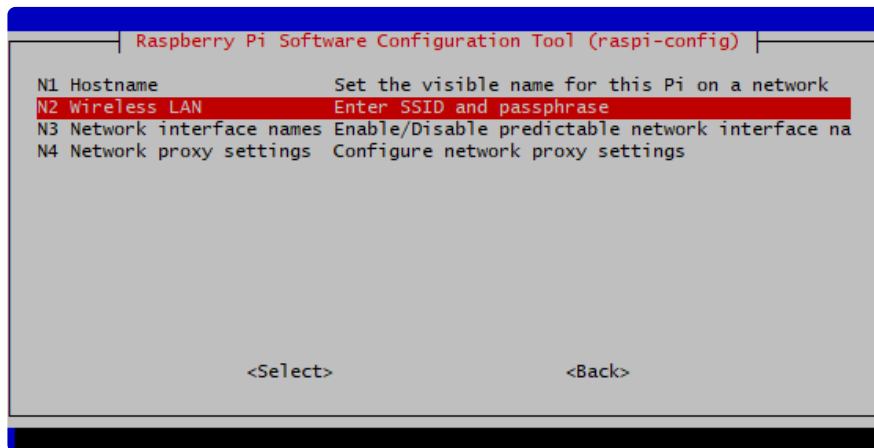 Raspberry Pi Software Configuration Tool (raspi-config)
N1 Hostname Set the visible name for this Pi on a network
N2 Wireless LAN Enter SSID and passphrase
N3 Network interface names Enable/Disable predictable network interface na
N4 Network proxy settings Configure network proxy settings
<Select> <Back>